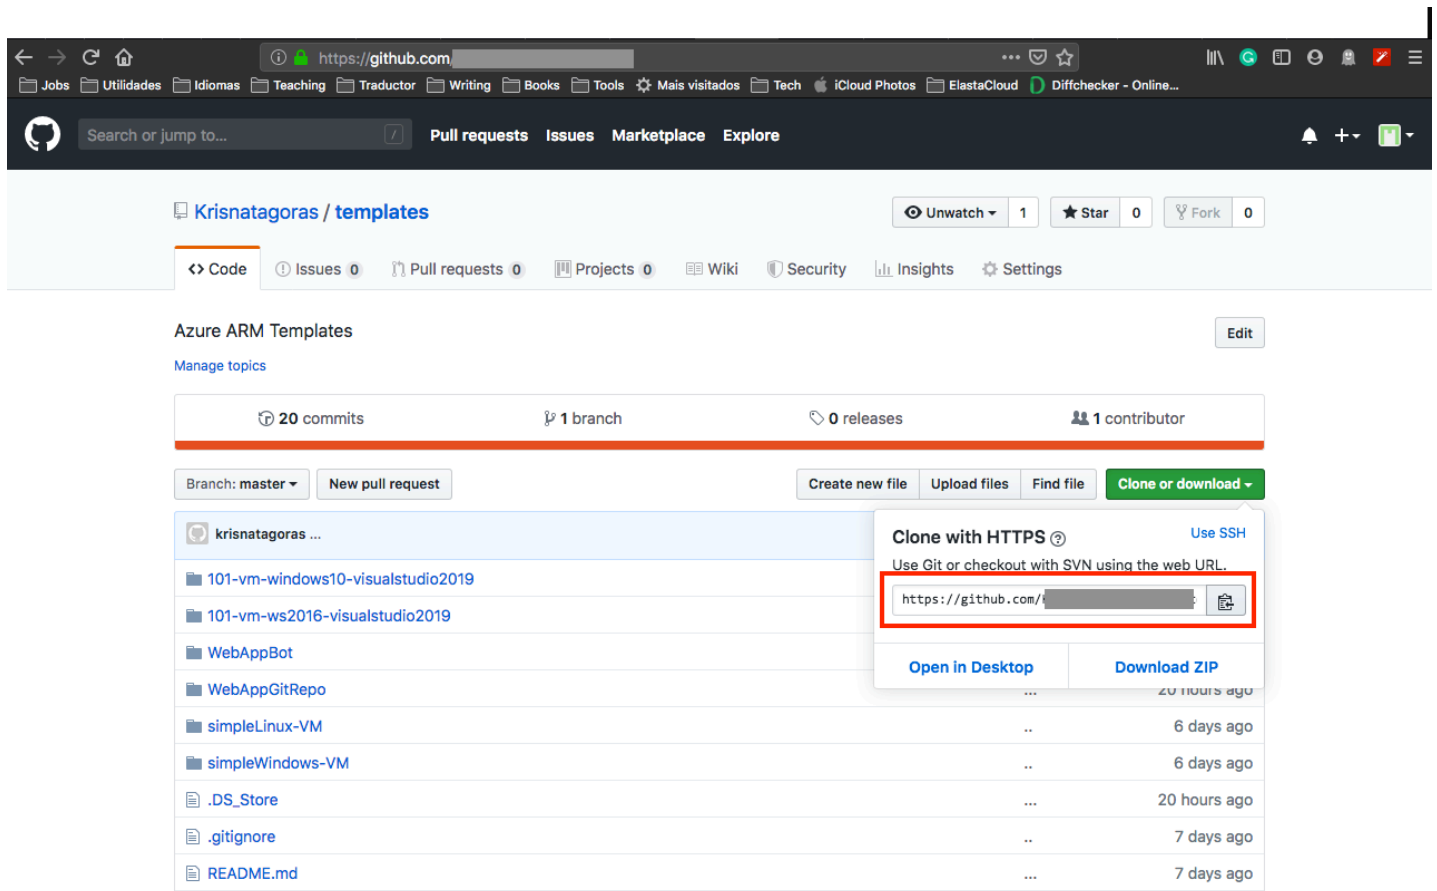 https://github.com/
Jobs Utilidades Idiomas Teaching Traductor Writing Books Tools Mais visitados Tech iCloud Photos ElastaCloud Diffchecker - Online...
Search or jump to... / Pull requests Issues Marketplace Explore
Krisnatagoras / templates Unwatch 1 Star 0 Fork 0
<> Code Issues 0 Pull requests 0 Projects 0 Wiki Security Insights Settings
Azure ARM Templates Edit
Manage topics
20 commits 1 branch 0 releases 1 contributor
Branch: master New pull request Create new file Upload files Find file Clone or download
krisnatagoras ...
Clone with HTTPS ? Use SSH
Use Git or checkout with SVN using the web URL.
https://github.com/
Open in Desktop Download ZIP
101-vm-windows10-visualstudio2019
101-vm-ws2016-visualstudio2019
WebAppBot
WebAppGitRepo ... 20 hours ago
simpleLinux-VM .. 6 days ago
simpleWindows-VM .. 6 days ago
.DS_Store ... 20 hours ago
.gitignore .. 7 days ago
README.md ... 7 days ago